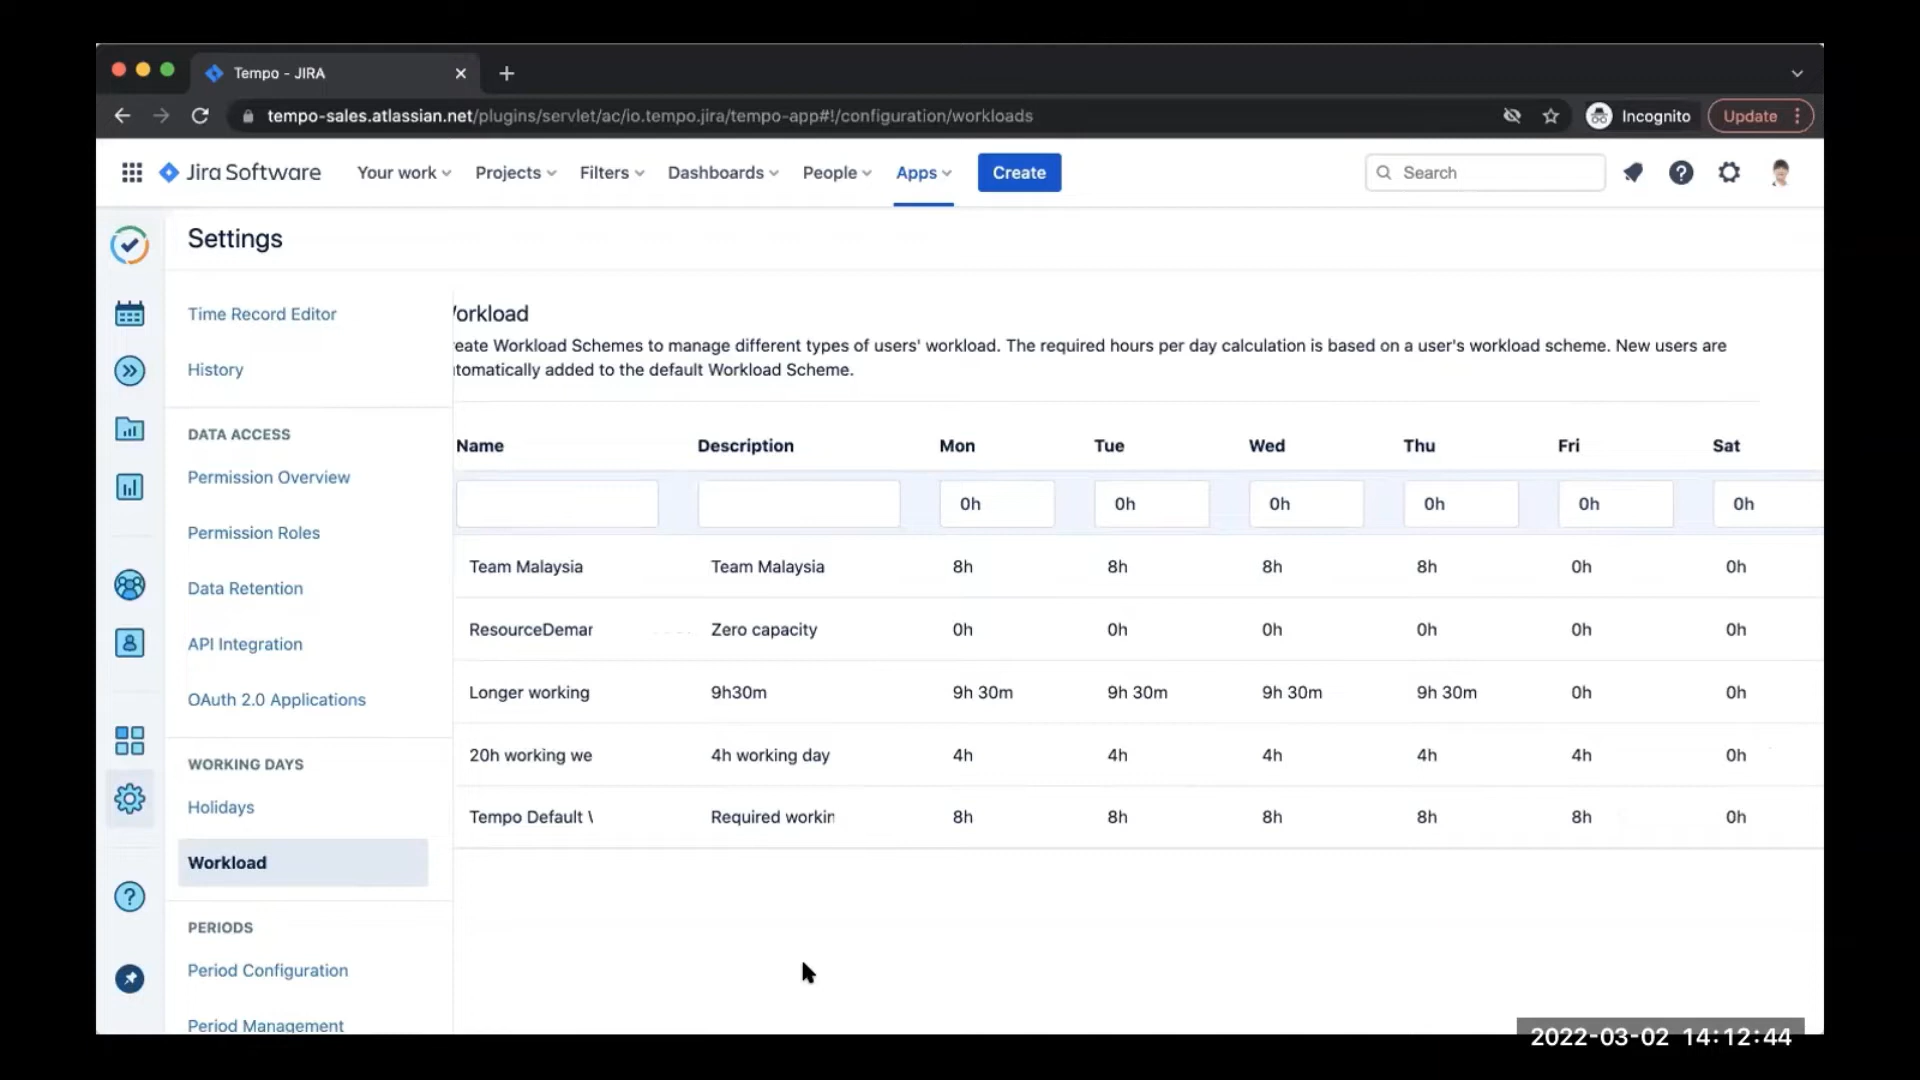 Tempo - JIRA
tempo-sales.atlassian.net/plugins/servlet/ac/io.tempo.jira/tempo-app#!/configuration/workloads
Incognito
Update
Jira Software
Your work
Projects
Filters
Dashboards
People
Apps
Create
Search
Settings
Time Record Editor
History
DATA ACCESS
Permission Overview
Permission Roles
Data Retention
API Integration
OAuth 2.0 Applications
WORKING DAYS
Holidays
Workload
PERIODS
Period Configuration
Period Management
orkload
eate Workload Schemes to manage different types of users' workload. The required hours per day calculation is based on a user's workload scheme. New users are
tomatically added to the default Workload Scheme.
Name Description Mon Tue Wed Thu Fri Sat
0h 0h 0h 0h 0h 0h
Team Malaysia Team Malaysia 8h 8h 8h 8h 0h 0h
ResourceDemar Zero capacity 0h 0h 0h 0h 0h 0h
Longer working 9h30m 9h 30m 9h 30m 9h 30m 9h 30m 0h 0h
20h working we 4h working day 4h 4h 4h 4h 4h 0h
Tempo Default Required workin 8h 8h 8h 8h 8h 0h
2022-03-02 14:12:44